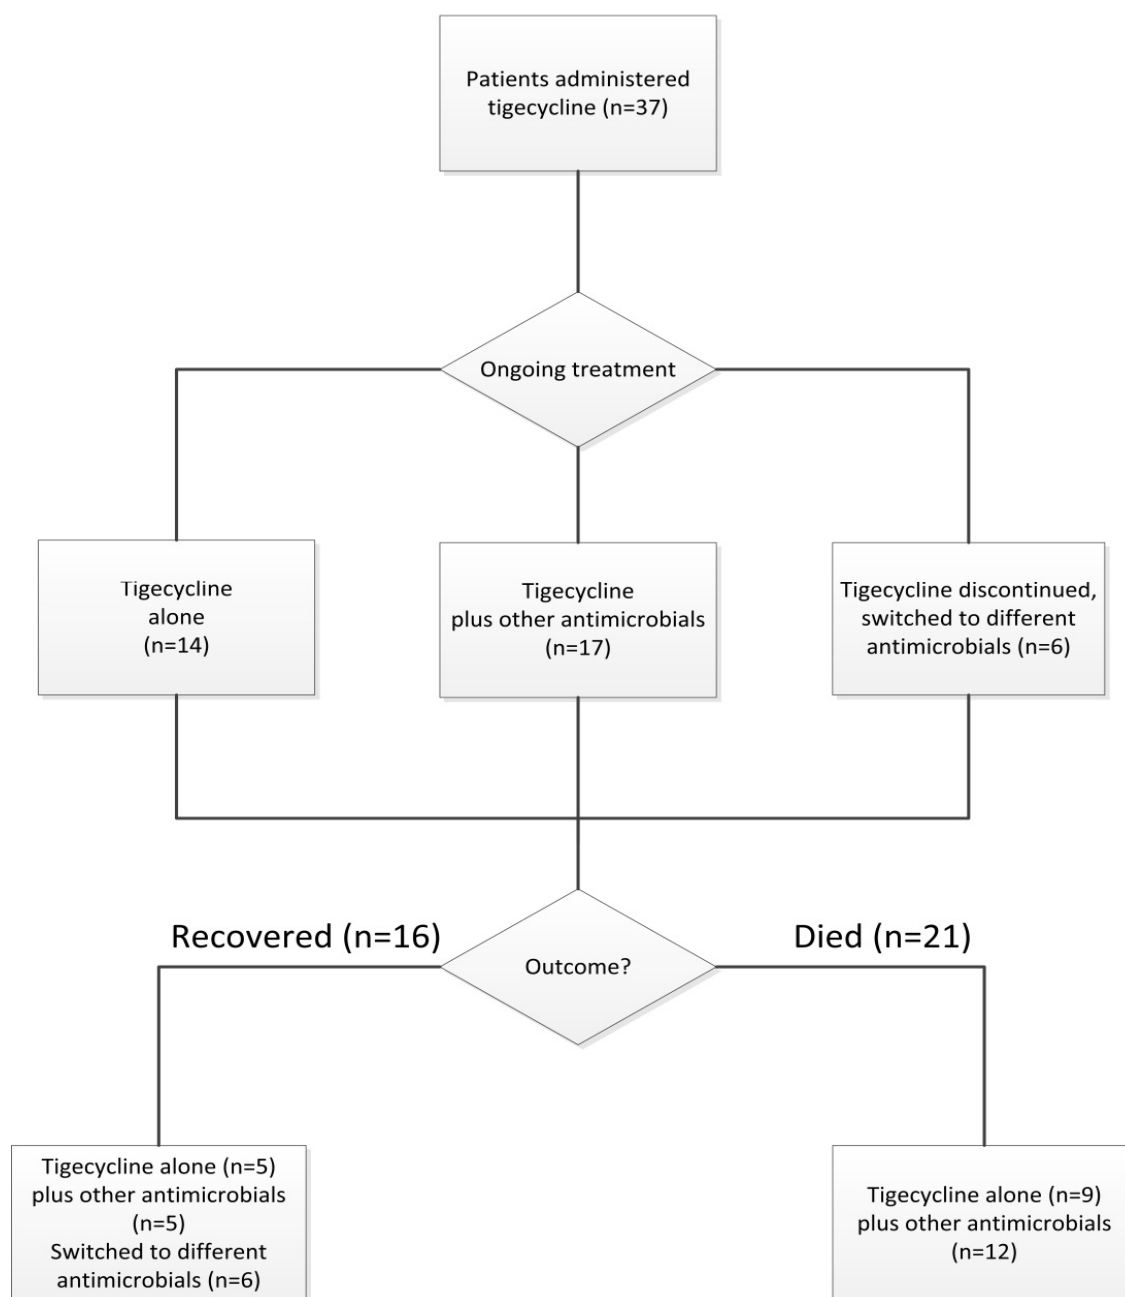 Patients administered
tigecycline (n=37)
Ongoing treatment
Tigecycline
alone
(n=14)
Tigecycline
plus other antimicrobials
(n=17)
Tigecycline discontinued,
switched to different
antimicrobials (n=6)
Recovered (n=16)
Died (n=21)
Outcome?
Tigecycline alone (n=5)
plus other antimicrobials
(n=5)
Switched to different
antimicrobials (n=6)
Tigecycline alone (n=9)
plus other antimicrobials
(n=12)